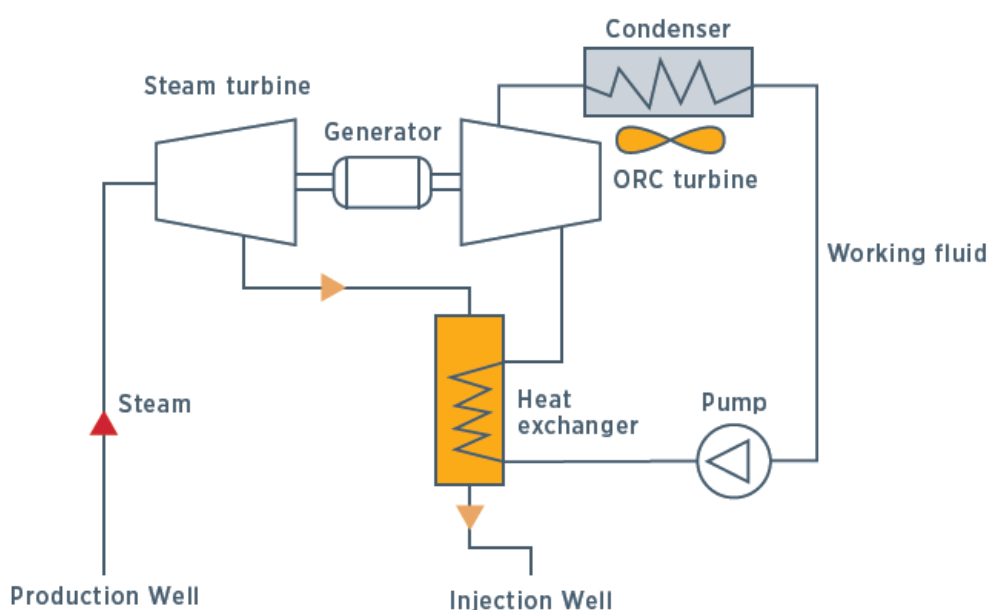 Condenser
Steam turbine
Generator
ORC turbine
Working fluid
Steam
Heat
exchanger
Pump
Production Well
Injection Well